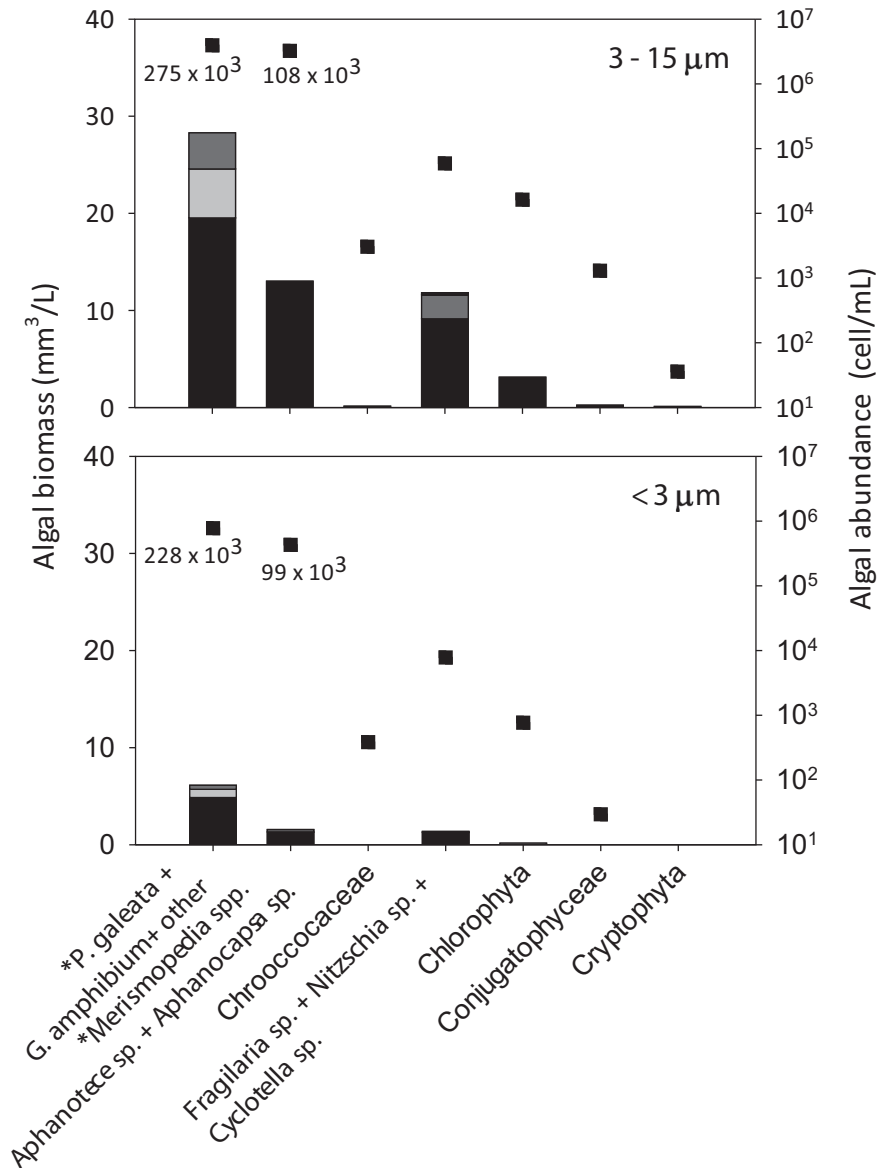 40
30
20
10
0
10⁷
10⁶
10⁵
10⁴
10³
10²
10¹
3 - 15 μm
275 x 10³
108 x 10³
40
30
20
10
0
10⁷
10⁶
10⁵
10⁴
10³
10²
10¹
<3 μm
228 x 10³
99 x 10³
Algal biomass (mm³/L)
Algal abundance (cell/mL)
*P. galeata +
G. amphibium+ other
*Merismopedia spp.
Aphanotece sp. + Aphanocapsa sp.
Chrooccocaceae
Fragilaria sp. + Nitzschia sp. +
Cyclotella sp.
Chlorophyta
Conjugatophyceae
Cryptophyta